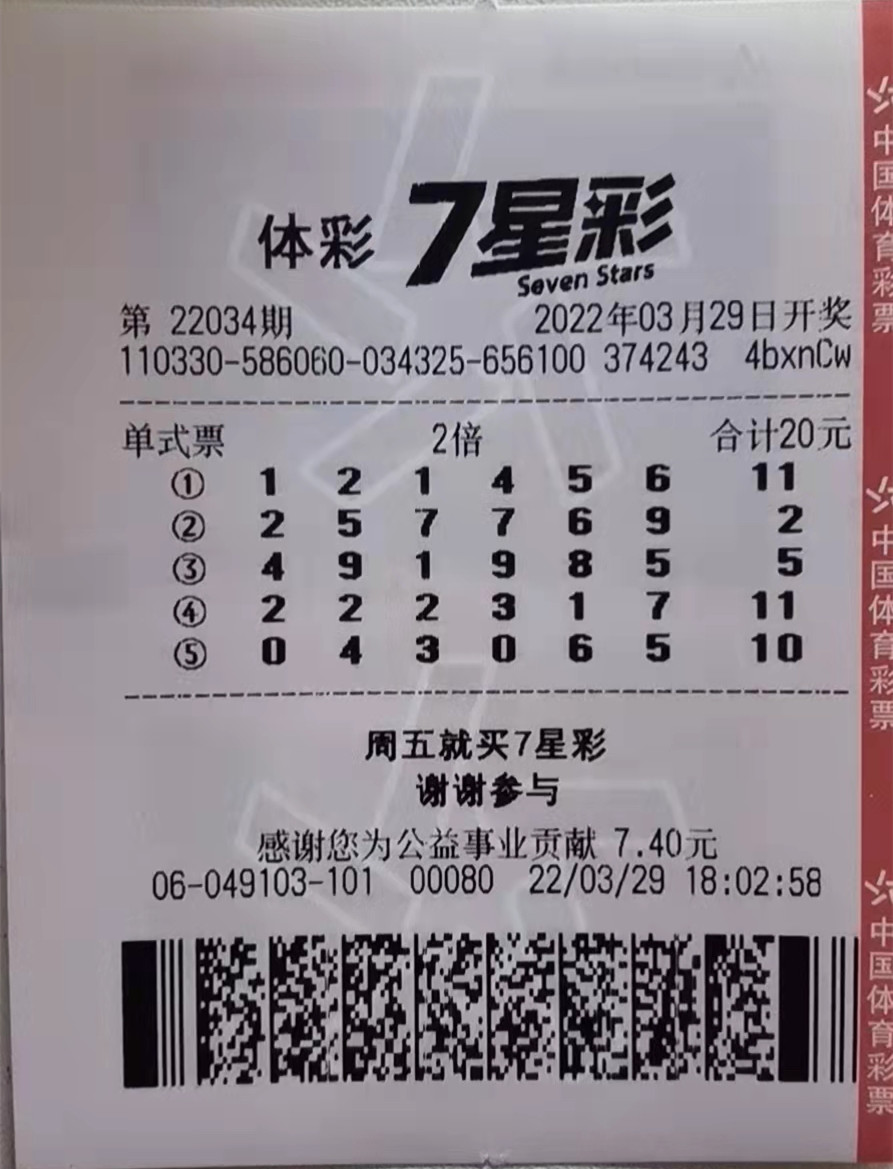 体彩 7星彩
Seven Stars
第 22034期 2022年03月29日开奖
110330-586060-034325-656100 374243 4bxnCw
单式票 2倍 合计20元
① 1 2 1 4 5 6 11
② 2 5 7 7 6 9 2
③ 4 9 1 9 8 5 5
④ 2 2 2 3 1 7 11
⑤ 0 4 3 0 6 5 10
周五就买7星彩
谢谢参与
感谢您为公益事业贡献 7.40元
06-049103-101 00080 22/03/29 18:02:58
中国体育彩票
中国体育彩票
中国体育彩票